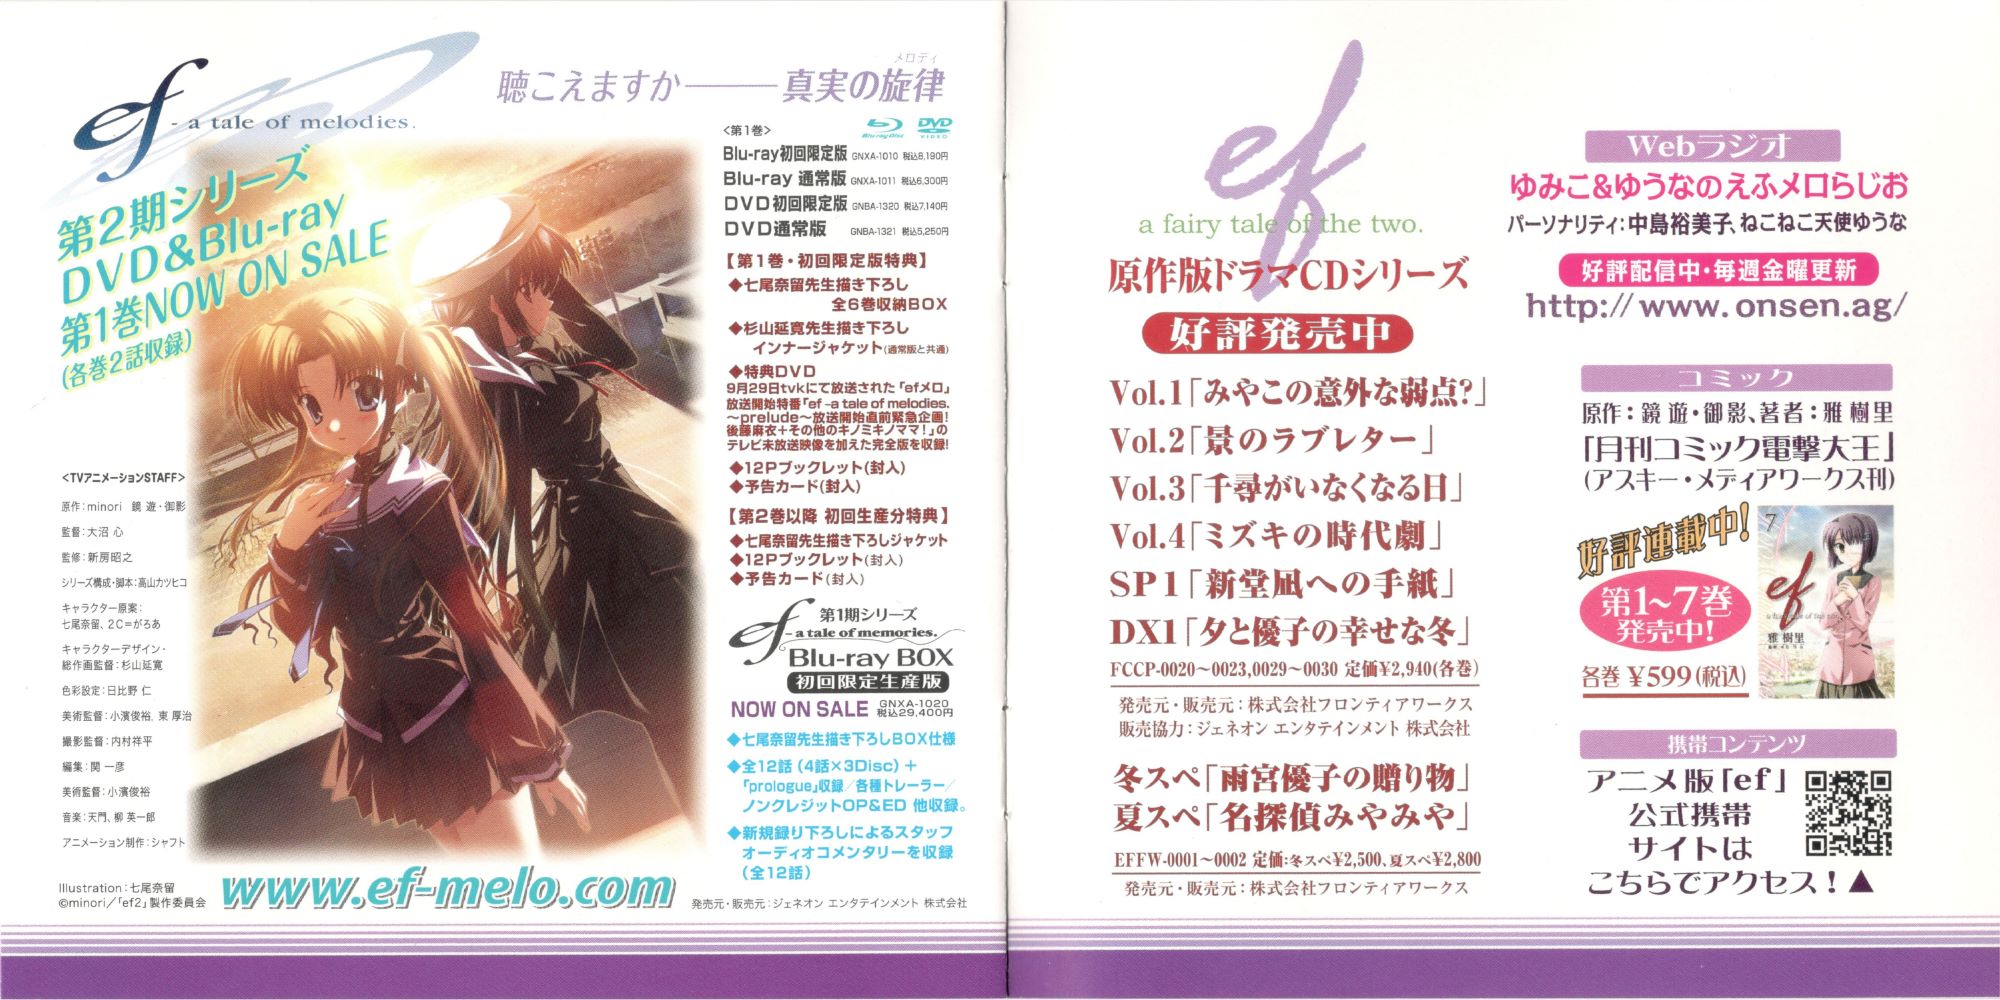 ef - a tale of melodies.
メロディ
聴こえますか――真実の旋律
第2期シリーズ
DVD&Blu-ray
第1巻NOW ON SALE
(各巻2話収録)
<TVアニメーションSTAFF>
原作:minori 鏡 遊・御影
監督:大沼 心
監修:新房昭之
シリーズ構成・脚本:高山カツヒコ
キャラクター原案:
七尾奈留、2C=がろあ
キャラクターデザイン・
総作画監督:杉山延寛
色彩設定:日比野 仁
美術監督:小濱俊裕、東 厚治
撮影監督:内村祥平
編集:関 一彦
美術監督:小濱俊裕
音楽:天門、柳 英一郎
アニメーション制作:シャフト
Illustration:七尾奈留
©minori/「ef2」製作委員会
www.ef-melo.com
<第1巻>
Blu-ray Disc
DVD VIDEO
Blu-ray初回限定版 GNXA-1010 税込8,190円
Blu-ray 通常版 GNXA-1011 税込6,300円
DVD初回限定版 GNBA-1320 税込7,140円
DVD通常版 GNBA-1321 税込5,250円
【第1巻・初回限定版特典】
◆七尾奈留先生描き下ろし
全6巻収納BOX
◆杉山延寛先生描き下ろし
インナージャケット(通常版と共通)
◆特典DVD
9月29日tvkにて放送された「efメロ」
放送開始特番「ef -a tale of melodies.
~prelude~放送開始直前緊急企画!
後藤麻衣+その他のキノミキノママ!」の
テレビ未放送映像を加えた完全版を収録!
◆12Pブックレット(封入)
◆予告カード(封入)
【第2巻以降 初回生産分特典】
◆七尾奈留先生描き下ろしジャケット
◆12Pブックレット(封入)
◆予告カード(封入)
第1期シリーズ
ef - a tale of memories.
Blu-ray BOX
初回限定生産版
NOW ON SALE GNXA-1020 税込29,400円
◆七尾奈留先生描き下ろしBOX仕様
◆全12話(4話×3Disc)+
「prologue」収録/各種トレーラー/
ノンクレジットOP&ED 他収録。
◆新規録り下ろしによるスタッフ
オーディオコメンタリーを収録
(全12話)
発売元・販売元:ジェネオン エンタテインメント 株式会社
ef
a fairy tale of the two.
原作版ドラマCDシリーズ
好評発売中
Vol.1「みやこの意外な弱点?」
Vol.2「景のラブレター」
Vol.3「千尋がいなくなる日」
Vol.4「ミズキの時代劇」
SP1「新堂凪への手紙」
DX1「夕と優子の幸せな冬」
FCCP-0020~0023,0029~0030 定価¥2,940(各巻)
発売元・販売元:株式会社フロンティアワークス
販売協力:ジェネオン エンタテインメント 株式会社
冬スペ「雨宮優子の贈り物」
夏スペ「名探偵みやみや」
EFFW-0001~0002 定価:冬スペ¥2,500、夏スペ¥2,800
発売元・販売元:株式会社フロンティアワークス
Webラジオ
ゆみこ&ゆうなのえふメロらじお
パーソナリティ:中島裕美子、ねこねこ天使ゆうな
好評配信中・毎週金曜更新
http://www.onsen.ag/
コミック
原作:鏡 遊・御影、著者:雅 樹里
「月刊コミック電撃大王」
(アスキー・メディアワークス刊)
好評連載中!
第1~7巻
発売中!
各巻 ¥599(税込)
7
ef
a fairy tale of the two.
雅 樹里
携帯コンテンツ
アニメ版「ef」
公式携帯
サイトは
こちらでアクセス!▲